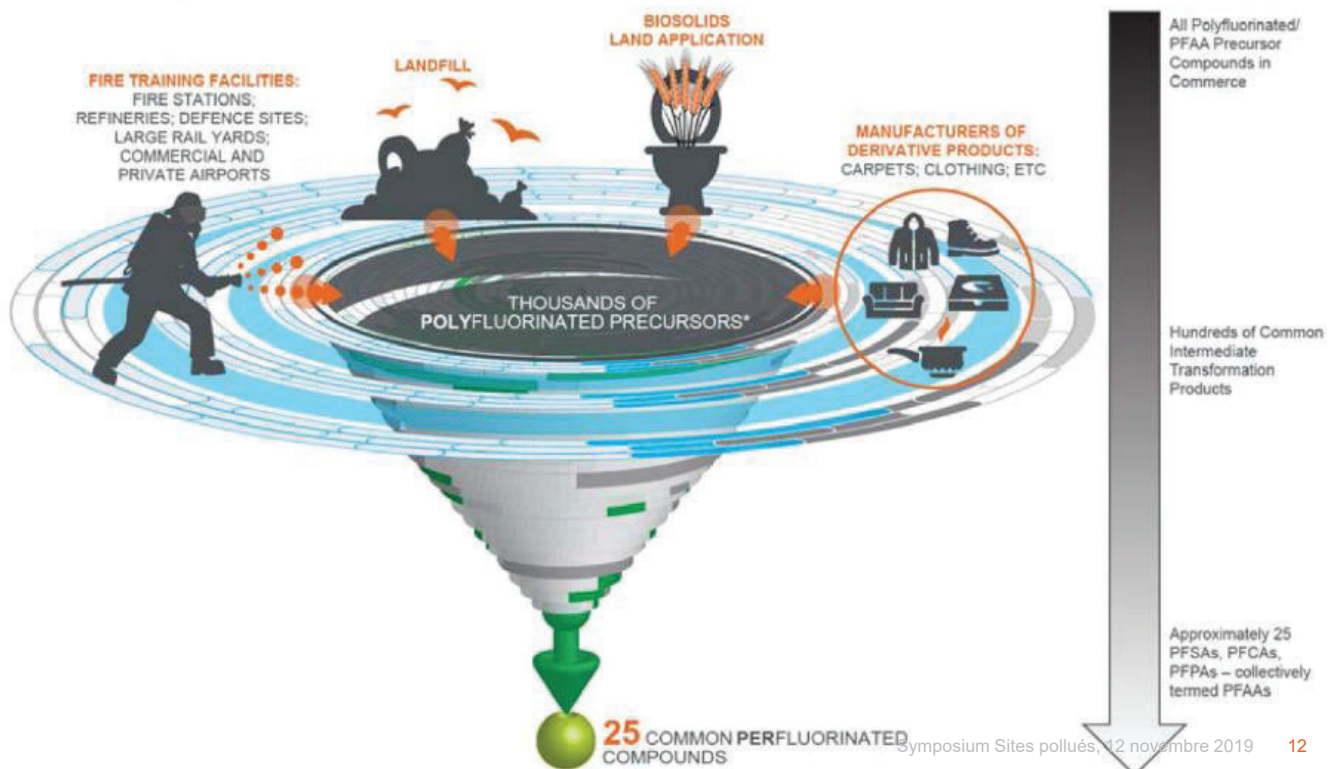 BIOSOLIDS
LAND APPLICATION
LANDFILL
FIRE TRAINING FACILITIES:
FIRE STATIONS;
REFINERIES; DEFENCE SITES;
LARGE RAIL YARDS;
COMMERCIAL AND
PRIVATE AIRPORTS
MANUFACTURERS OF
DERIVATIVE PRODUCTS:
CARPETS; CLOTHING; ETC
THOUSANDS OF
POLYFLUORINATED PRECURSORS*
25 COMMON PERFLUORINATED
COMPOUNDS
All Polyfluorinated/
PFAA Precursor
Compounds in
Commerce
Hundreds of Common
Intermediate
Transformation
Products
Approximately 25
PFSAs, PFCAs,
PFPAs – collectively
termed PFAAs
Symposium Sites pollués, 12 novembre 2019 12